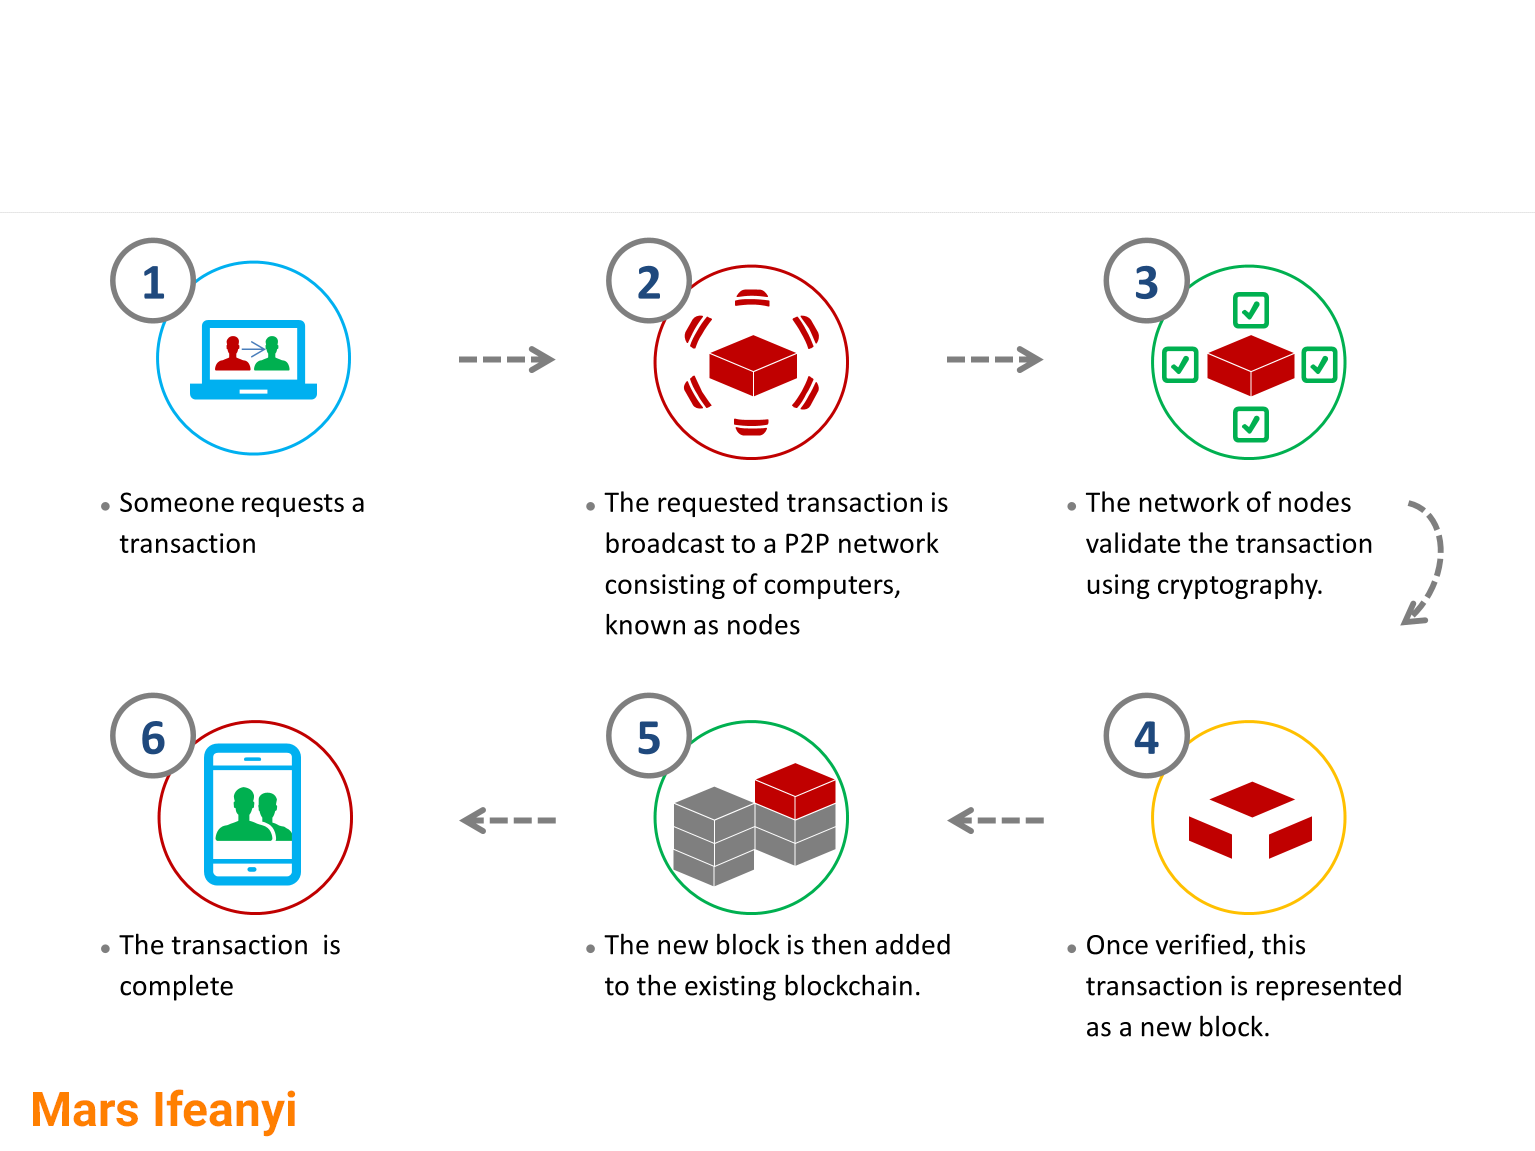 1
Someone requests a
transaction
2
The requested transaction is
broadcast to a P2P network
consisting of computers,
known as nodes
3
The network of nodes
validate the transaction
using cryptography.
4
Once verified, this
transaction is represented
as a new block.
5
The new block is then added
to the existing blockchain.
6
The transaction is
complete
Mars Ifeanyi